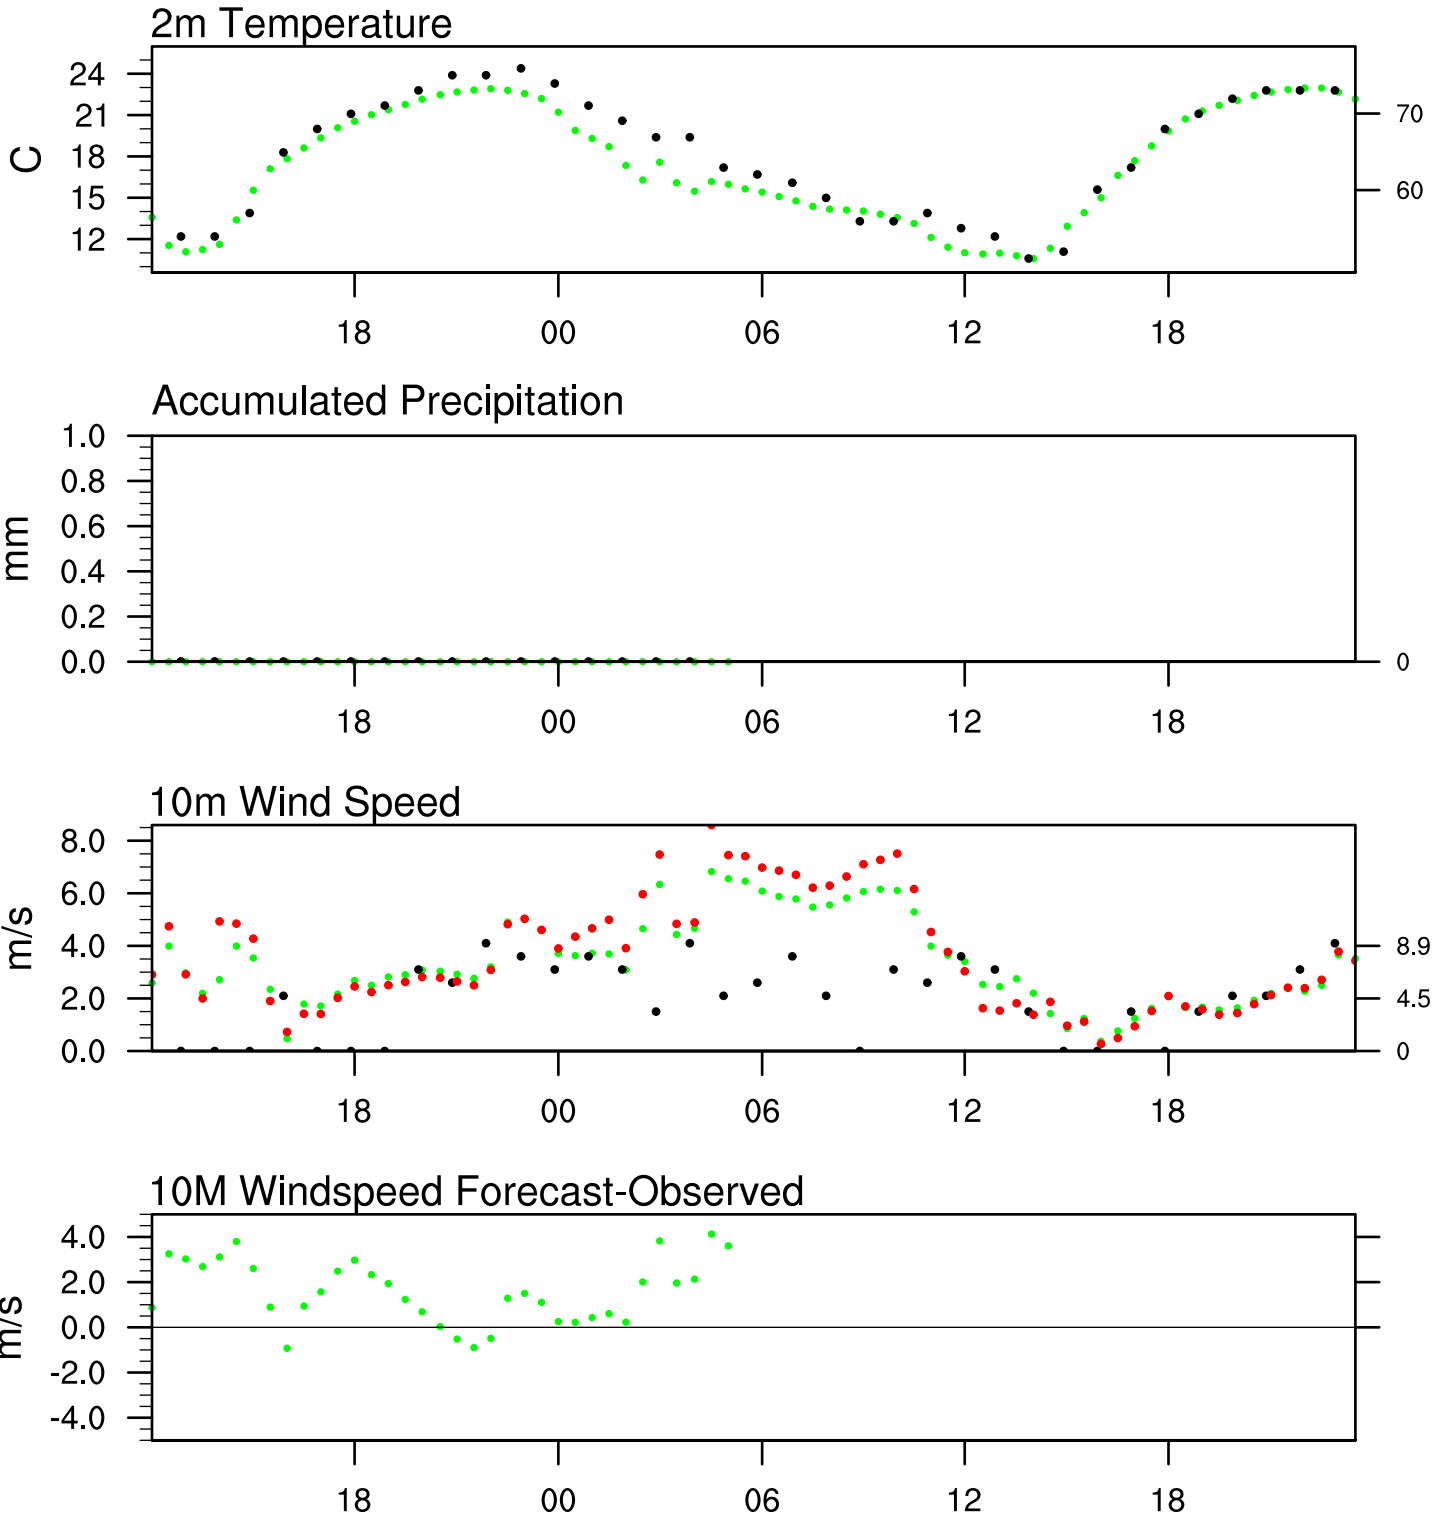 2m Temperature
24
21
18
15
12
C
70
60
18 00 06 12 18
Accumulated Precipitation
1.0
0.8
0.6
0.4
0.2
0.0
mm
0
18 00 06 12 18
10m Wind Speed
8.0
6.0
4.0
2.0
0.0
m/s
8.9
4.5
0
18 00 06 12 18
10M Windspeed Forecast-Observed
4.0
2.0
0.0
-2.0
-4.0
m/s
18 00 06 12 18